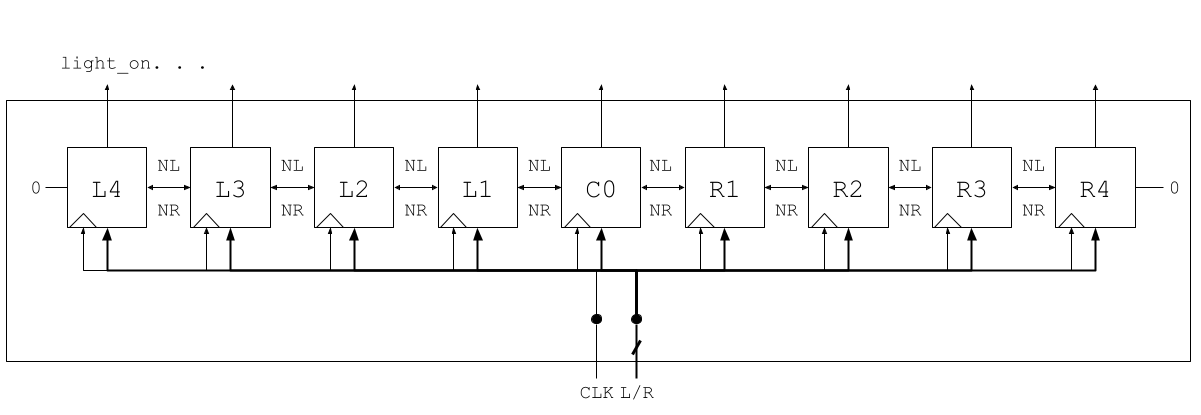 light_on. . .
NL NL NL NL NL NL NL NL
0 L4 L3 L2 L1 C0 R1 R2 R3 R4 0
NR NR NR NR NR NR NR NR
CLK L/R